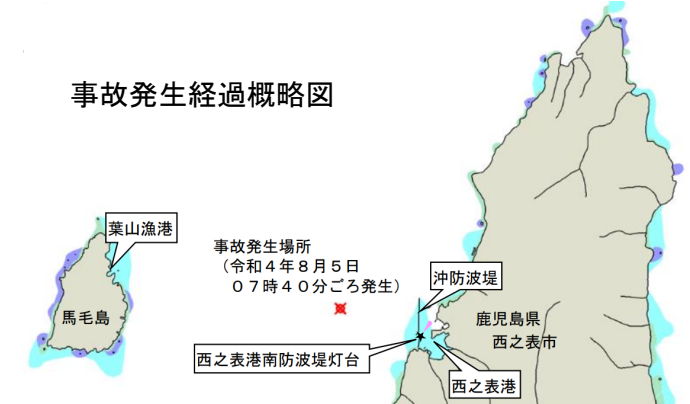 事故発生経過概略図
葉山漁港
事故発生場所
（令和４年８月５日
０７時４０分ごろ発生）
沖防波堤
馬毛島
鹿児島県
西之表市
西之表港南防波堤灯台
西之表港